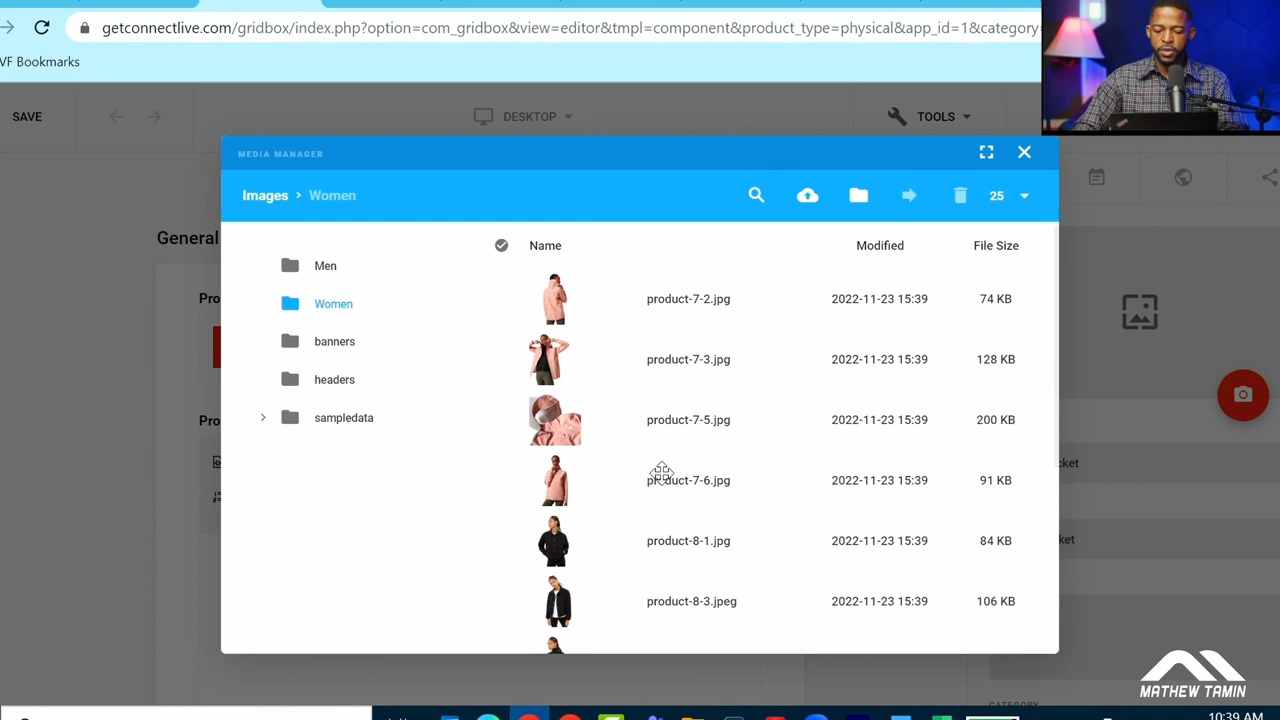 getconnectlive.com/gridbox/index.php?option=com_gridbox&view=editor&tmpl=component&product_type=physical&app_id=1&category
VF Bookmarks
SAVE
DESKTOP
TOOLS
MEDIA MANAGER
Images > Women
25
General
Name
Modified
File Size
Men
Women
banners
headers
sampledata
product-7-2.jpg 2022-11-23 15:39 74 KB
product-7-3.jpg 2022-11-23 15:39 128 KB
product-7-5.jpg 2022-11-23 15:39 200 KB
product-7-6.jpg 2022-11-23 15:39 91 KB
product-8-1.jpg 2022-11-23 15:39 84 KB
product-8-3.jpeg 2022-11-23 15:39 106 KB
Pro
Pro
cket
ket
CATEGORY
MATHEW TAMIN
10:39 AM